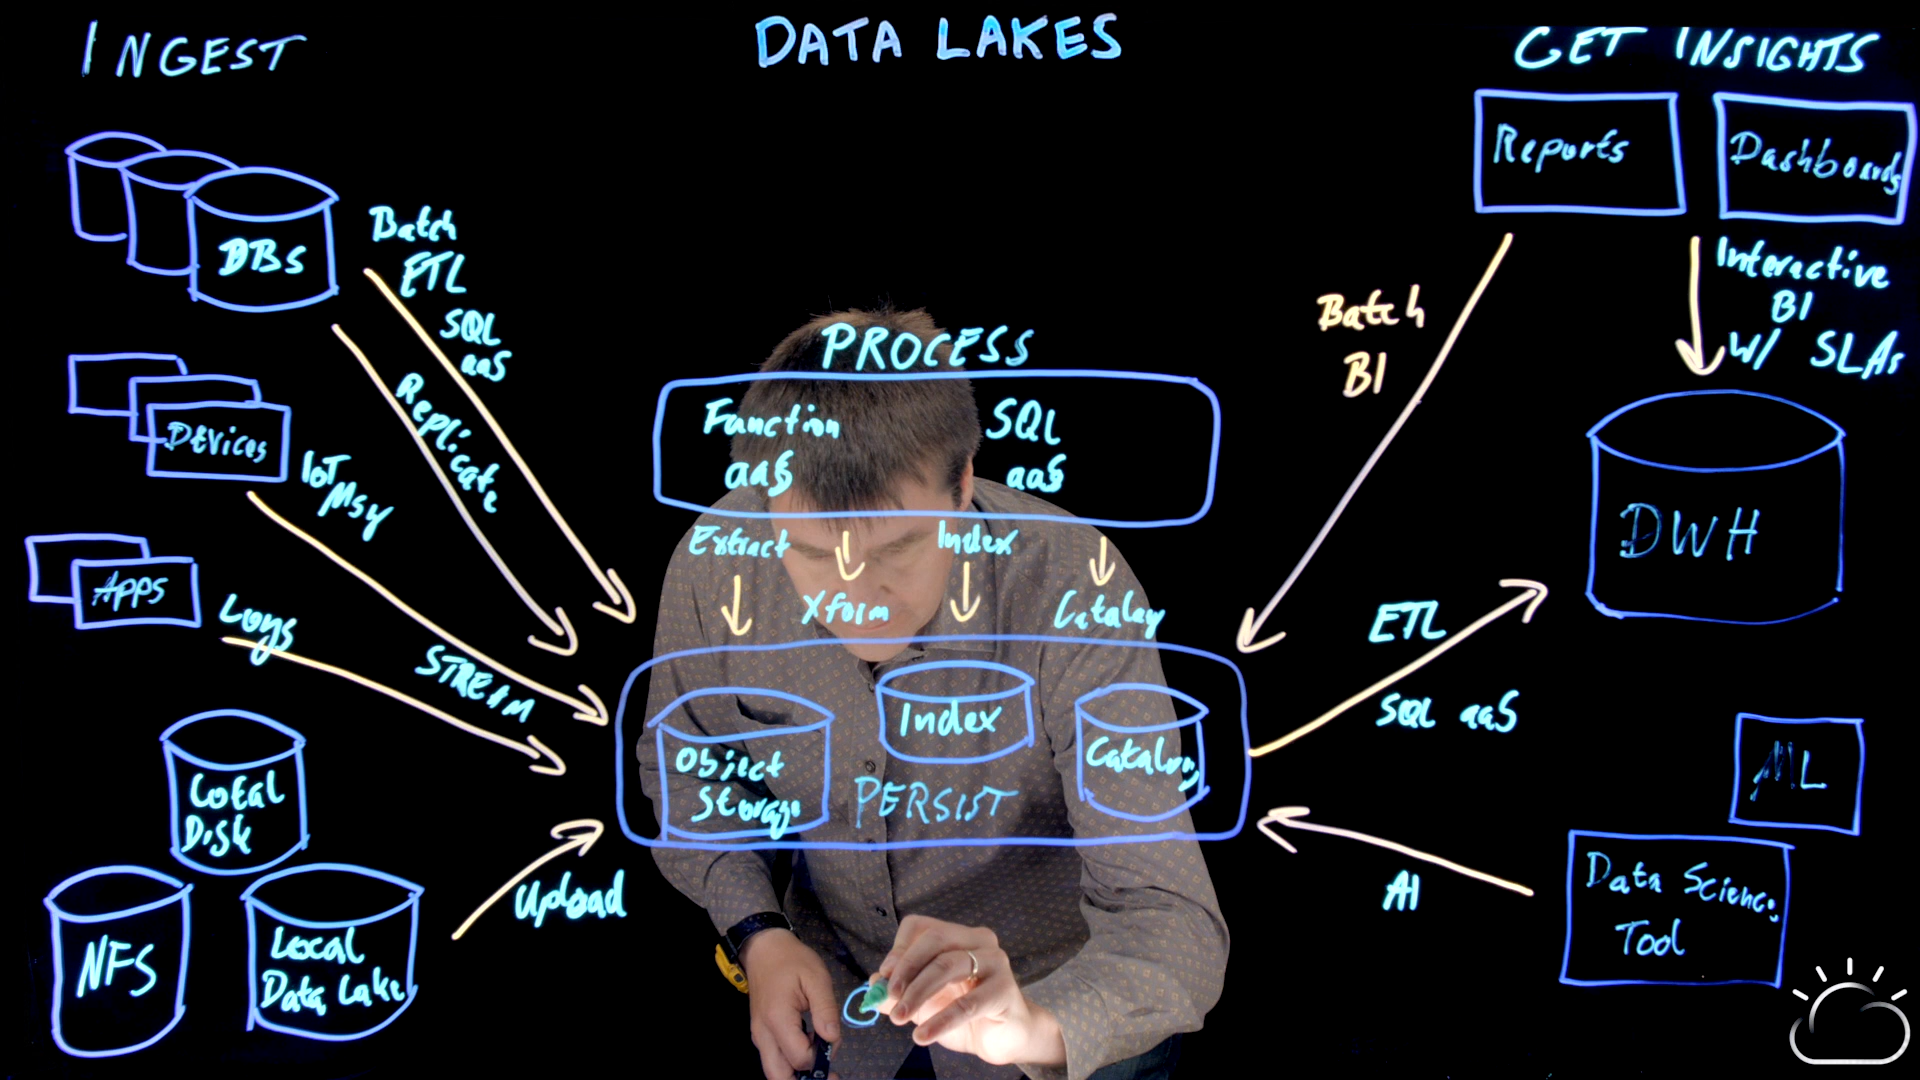 INGEST
DATA LAKES
GET INSIGHTS
DBs
Batch
ETL
SQL
aaS
Replicate
Devices
IoT
Msg
Apps
Logs
STREAM
Local
Disk
NFS
Local
Data Lake
Upload
PROCESS
Function
aaS
SQL
aaS
Extract
Xform
Index
Catalog
Object
Storage
Index
Catalog
PERSIST
Reports
Dashboards
Batch
BI
Interactive
BI
W/ SLAs
DWH
ETL
SQL aaS
ML
Data Science
Tool
AI